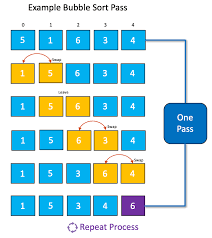 Example Bubble Sort Pass
0 1 2 3 4
5 1 6 3 4
Swap
1 5 6 3 4
Leave
1 5 6 3 4
Swap
1 5 3 6 4
Swap
1 5 3 6 4
1 5 3 4 6
One
Pass
Repeat Process